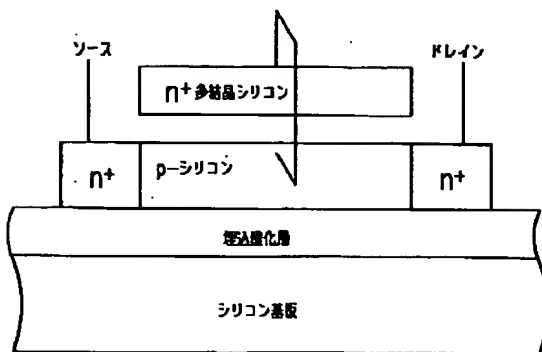 ソース
ドレイン
n+ 多結晶シリコン
n+
p-シリコン
n+
埋込酸化層
シリコン基板